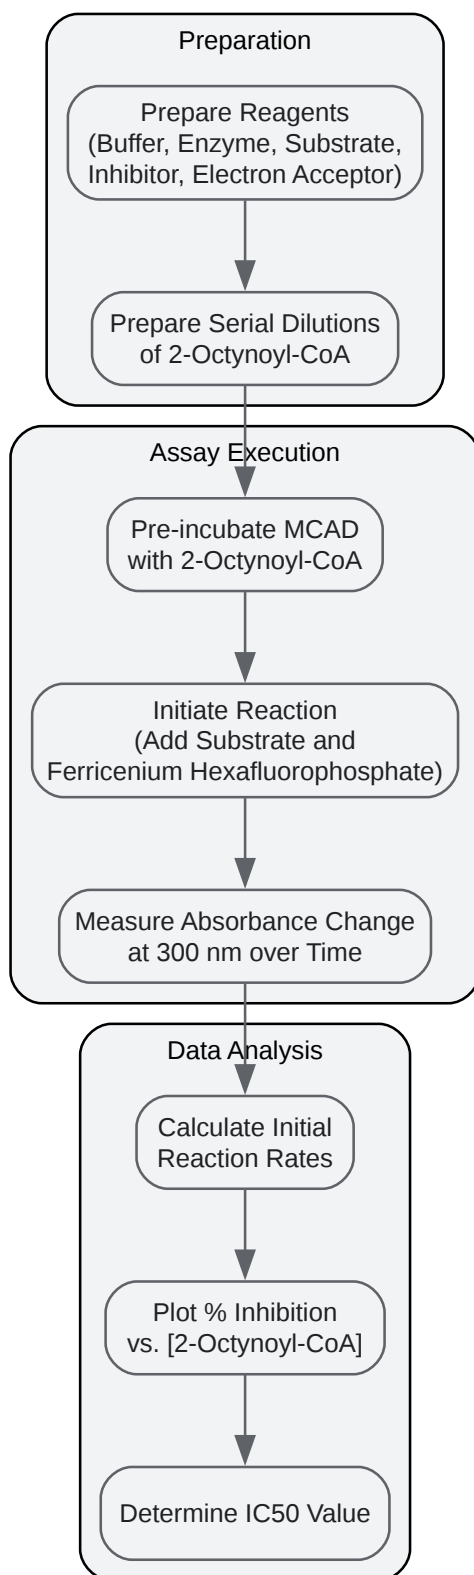 Preparation
Prepare Reagents
(Buffer, Enzyme, Substrate,
Inhibitor, Electron Acceptor)
Prepare Serial Dilutions
of 2-Octynoyl-CoA
Assay Execution
Pre-incubate MCAD
with 2-Octynoyl-CoA
Initiate Reaction
(Add Substrate and
Ferricenium Hexafluorophosphate)
Measure Absorbance Change
at 300 nm over Time
Data Analysis
Calculate Initial
Reaction Rates
Plot % Inhibition
vs. [2-Octynoyl-CoA]
Determine IC50 Value